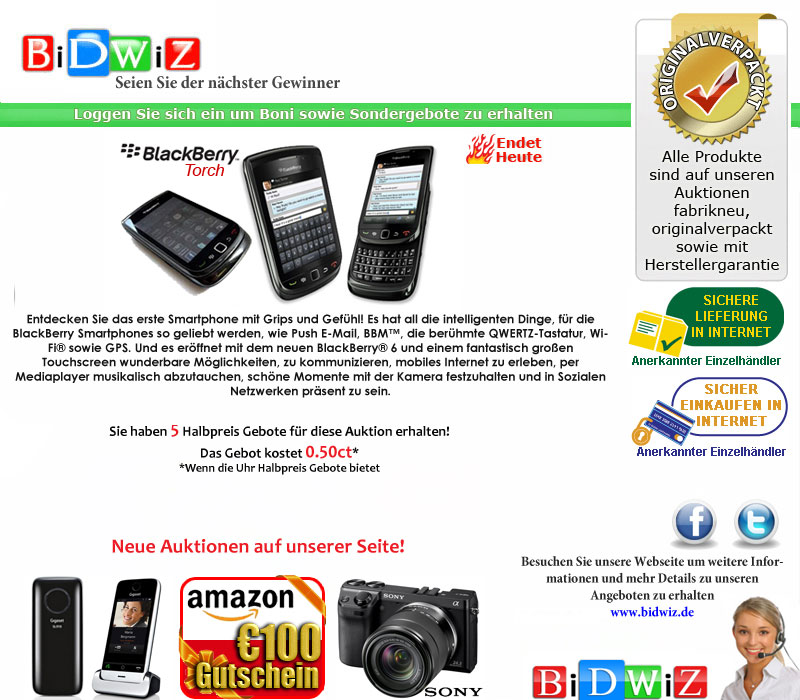 BiDWiZ
Seien Sie der nächster Gewinner
Loggen Sie sich ein um Boni sowie Sondergebote zu erhalten
BlackBerry
Torch
Endet
Heute
Entdecken Sie das erste Smartphone mit Grips und Gefühl! Es hat all die intelligenten Dinge, für die
BlackBerry Smartphones so geliebt werden, wie Push E-Mail, BBM™, die berühmte QWERTZ-Tastatur, Wi-
Fi® sowie GPS. Und es eröffnet mit dem neuen BlackBerry® 6 und einem fantastisch großen
Touchscreen wunderbare Möglichkeiten, zu kommunizieren, mobiles Internet zu erleben, per
Mediaplayer musikalisch abzutauchen, schöne Momente mit der Kamera festzuhalten und in Sozialen
Netzwerken präsent zu sein.
Sie haben 5 Halbpreis Gebote für diese Auktion erhalten!
Das Gebot kostet 0.50ct*
*Wenn die Uhr Halbpreis Gebote bietet
ORIGINALVERPACKT
Alle Produkte
sind auf unseren
Auktionen
fabrikneu,
originalverpackt
sowie mit
Herstellergarantie
SICHERE
LIEFERUNG
IN INTERNET
Anerkannter Einzelhändler
SICHER
EINKAUFEN IN
INTERNET
Anerkannter Einzelhändler
Neue Auktionen auf unserer Seite!
Gigaset
Gigaset
amazon
€100
Gutschein
SONY
α
SONY
Besuchen Sie unsere Webseite um weitere Infor-
mationen und mehr Details zu unseren
Angeboten zu erhalten
www.bidwiz.de
BiDWiZ